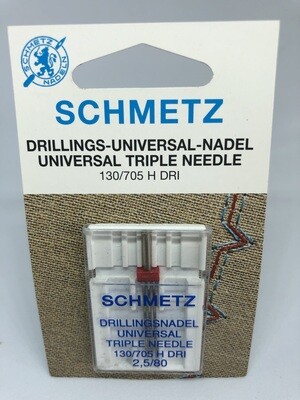 SCHMETZ
NADELN
SCHMETZ
DRILLINGS-UNIVERSAL-NADEL
UNIVERSAL TRIPLE NEEDLE
130/705 H DRI
SCHMETZ
DRILLINGSNADEL
UNIVERSAL
TRIPLE NEEDLE
130/705 H DRI
2,5/80